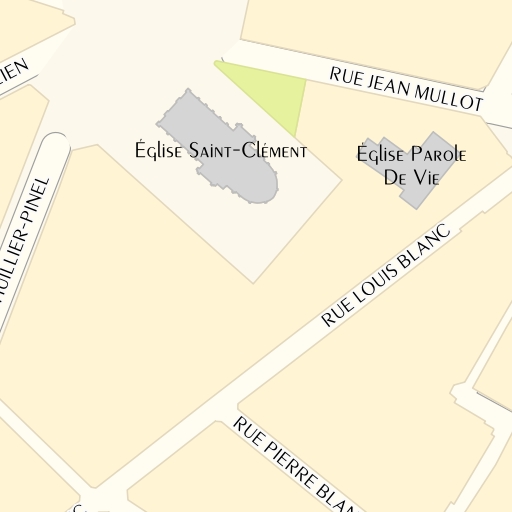 RUE JEAN MULLOT
Église Saint-Clément
Église Parole
De Vie
RUE LOUIS BLANC
RUE PIERRE BLAN